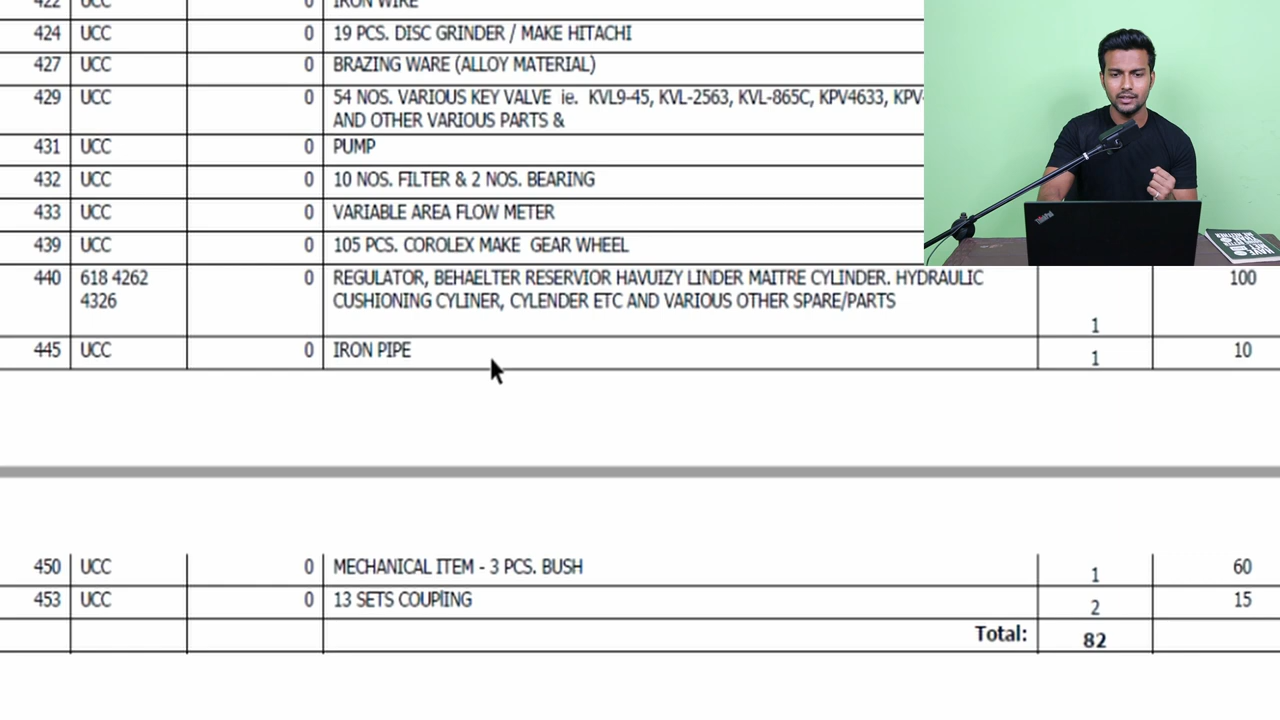 422 UCC 0 IRON WIRE
424 UCC 0 19 PCS. DISC GRINDER / MAKE HITACHI
427 UCC 0 BRAZING WARE (ALLOY MATERIAL)
429 UCC 0 54 NOS. VARIOUS KEY VALVE ie. KVL9-45, KVL-2563, KVL-865C, KPV4633, KPV-
AND OTHER VARIOUS PARTS &
431 UCC 0 PUMP
432 UCC 0 10 NOS. FILTER & 2 NOS. BEARING
433 UCC 0 VARIABLE AREA FLOW METER
439 UCC 0 105 PCS. COROLEX MAKE GEAR WHEEL
440 618 4262 0 REGULATOR, BEHAELTER RESERVIOR HAVUIZY LINDER MAITRE CYLINDER. HYDRAULIC 100
4326 CUSHIONING CYLINER, CYLENDER ETC AND VARIOUS OTHER SPARE/PARTS
1
445 UCC 0 IRON PIPE 1 10
450 UCC 0 MECHANICAL ITEM - 3 PCS. BUSH 1 60
453 UCC 0 13 SETS COUPlING 2 15
Total: 82
ThinkPad